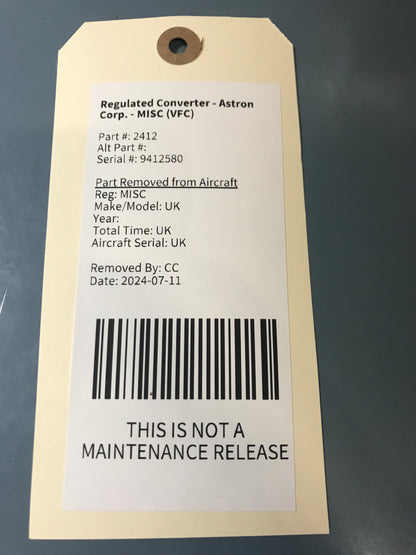 Regulated Converter - Astron
Corp. - MISC (VFC)
Part #: 2412
Alt Part #:
Serial #: 9412580
Part Removed from Aircraft
Reg: MISC
Make/Model: UK
Year:
Total Time: UK
Aircraft Serial: UK
Removed By: CC
Date: 2024-07-11
THIS IS NOT A
MAINTENANCE RELEASE